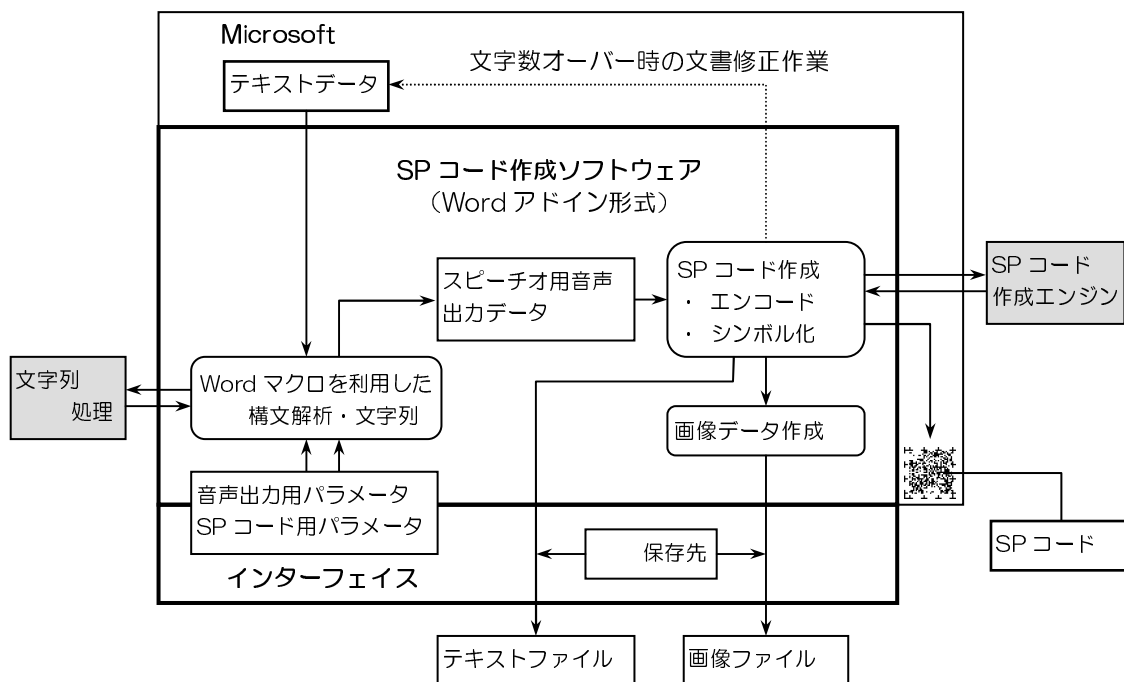 Microsoft
文字数オーバー時の文書修正作業
テキストデータ
SP コード作成ソフトウェア
（Word アドイン形式）
スピーチオ用音声
出力データ
SP コード作成
・ エンコード
・ シンボル化
SP コード
作成エンジン
文字列
処理
Word マクロを利用した
構文解析・文字列
画像データ作成
音声出力用パラメータ
SP コード用パラメータ
保存先
SP コード
インターフェイス
テキストファイル
画像ファイル